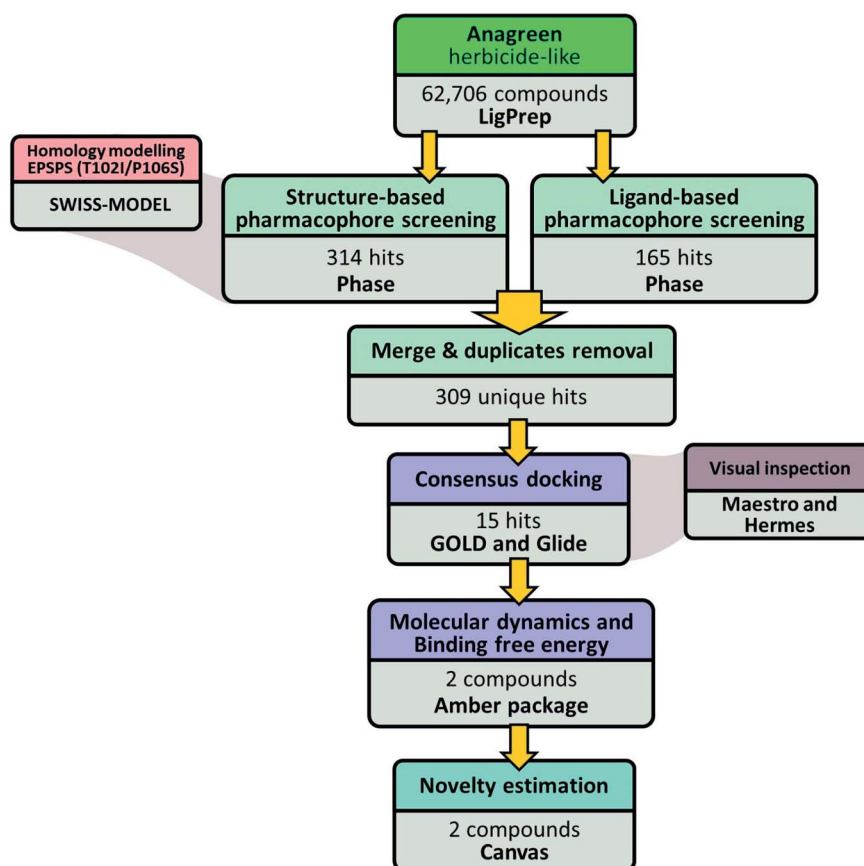 Anagreen
herbicide-like
62,706 compounds
LigPrep
Homology modelling
EPSPS (T102I/P106S)
SWISS-MODEL
Structure-based
pharmacophore screening
314 hits
Phase
Ligand-based
pharmacophore screening
165 hits
Phase
Merge & duplicates removal
309 unique hits
Consensus docking
15 hits
GOLD and Glide
Visual inspection
Maestro and
Hermes
Molecular dynamics and
Binding free energy
2 compounds
Amber package
Novelty estimation
2 compounds
Canvas